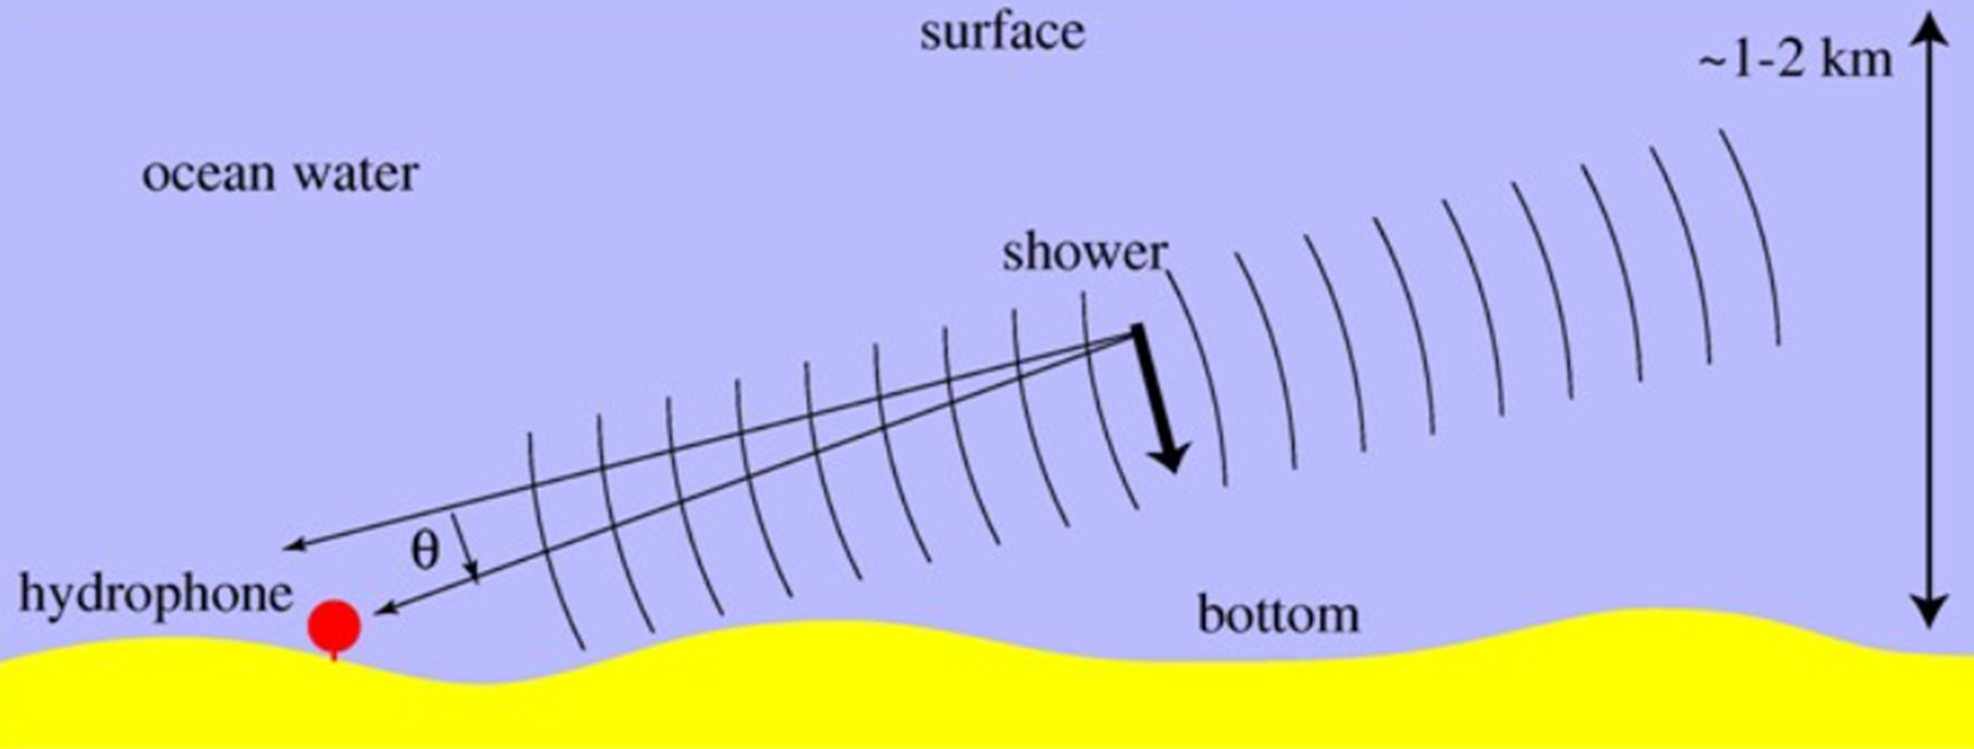 surface
~1-2 km
ocean water
shower
θ
hydrophone
bottom